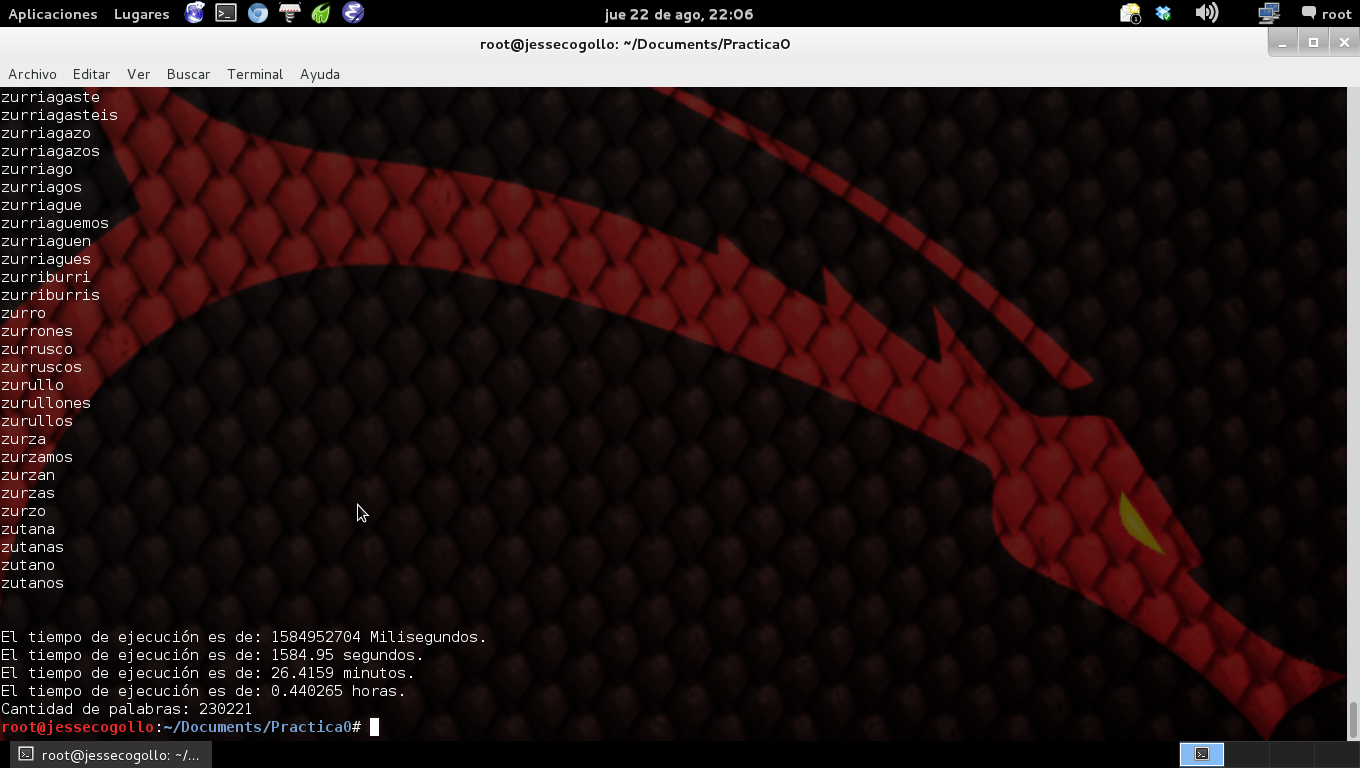 Aplicaciones Lugares jue 22 de ago, 22:06 1 root
root@jessecogollo: ~/Documents/Practica0
Archivo Editar Ver Buscar Terminal Ayuda
zurriagaste
zurriagasteis
zurriagazo
zurriagazos
zurriago
zurriagos
zurriague
zurriaguemos
zurriaguen
zurriagues
zurriburri
zurriburris
zurro
zurrones
zurrusco
zurruscos
zurullo
zurullones
zurullos
zurza
zurzamos
zurzan
zurzas
zurzo
zutana
zutanas
zutano
zutanos
El tiempo de ejecución es de: 1584952704 Milisegundos.
El tiempo de ejecución es de: 1584.95 segundos.
El tiempo de ejecución es de: 26.4159 minutos.
El tiempo de ejecución es de: 0.440265 horas.
Cantidad de palabras: 230221
root@jessecogollo:~/Documents/Practica0#
root@jessecogollo: ~/...